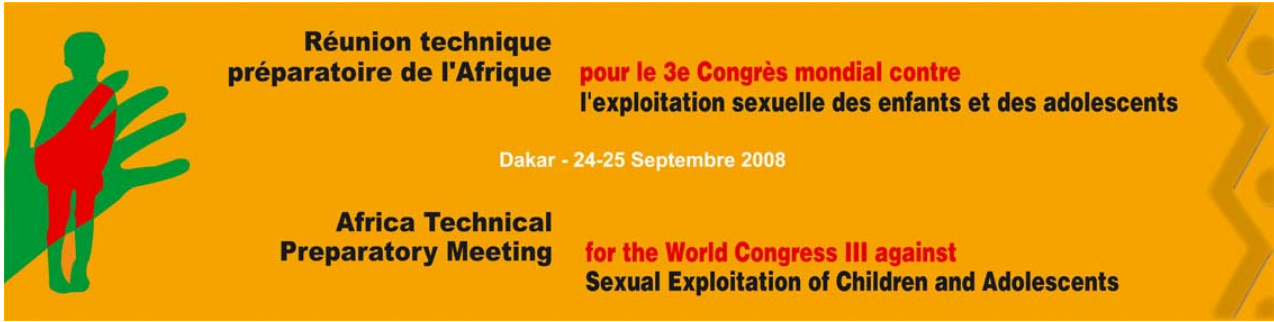 Réunion technique
préparatoire de l'Afrique
pour le 3e Congrès mondial contre
l'exploitation sexuelle des enfants et des adolescents
Dakar - 24-25 Septembre 2008
Africa Technical
Preparatory Meeting
for the World Congress III against
Sexual Exploitation of Children and Adolescents